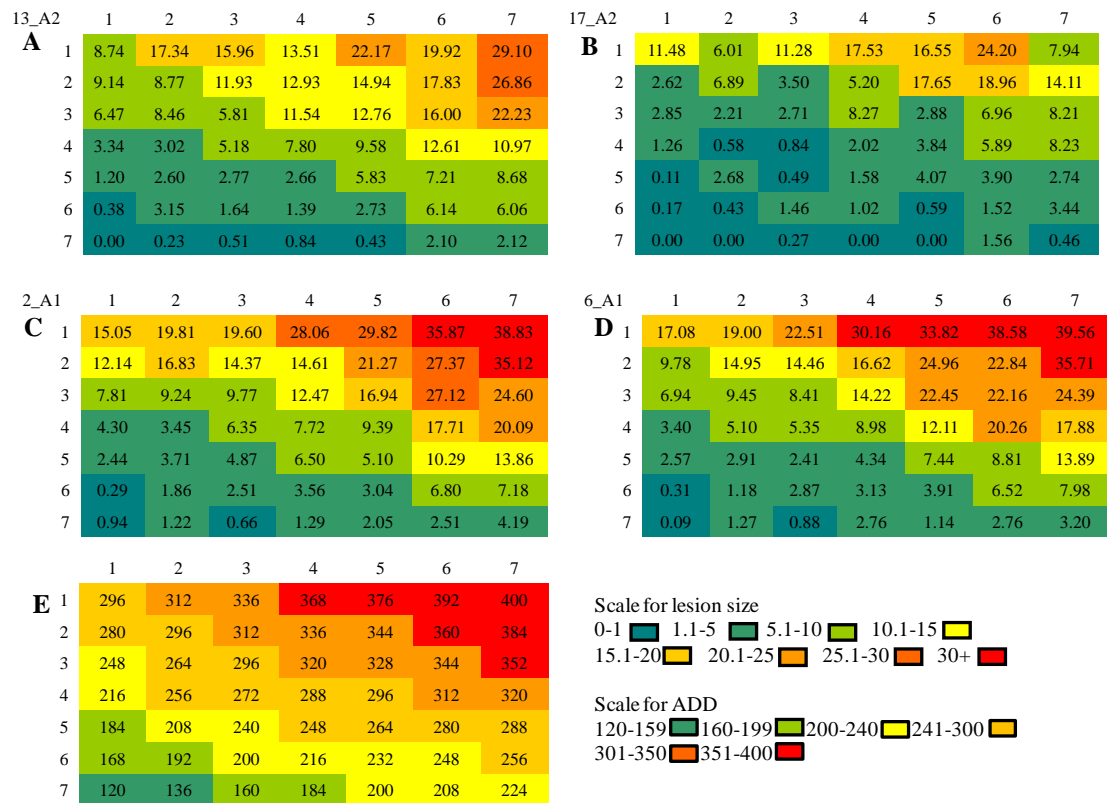 13_A2 1 2 3 4 5 6 7
A
1 8.74 17.34 15.96 13.51 22.17 19.92 29.10
2 9.14 8.77 11.93 12.93 14.94 17.83 26.86
3 6.47 8.46 5.81 11.54 12.76 16.00 22.23
4 3.34 3.02 5.18 7.80 9.58 12.61 10.97
5 1.20 2.60 2.77 2.66 5.83 7.21 8.68
6 0.38 3.15 1.64 1.39 2.73 6.14 6.06
7 0.00 0.23 0.51 0.84 0.43 2.10 2.12
17_A2 1 2 3 4 5 6 7
B
1 11.48 6.01 11.28 17.53 16.55 24.20 7.94
2 2.62 6.89 3.50 5.20 17.65 18.96 14.11
3 2.85 2.21 2.71 8.27 2.88 6.96 8.21
4 1.26 0.58 0.84 2.02 3.84 5.89 8.23
5 0.11 2.68 0.49 1.58 4.07 3.90 2.74
6 0.17 0.43 1.46 1.02 0.59 1.52 3.44
7 0.00 0.00 0.27 0.00 0.00 1.56 0.46
2_A1 1 2 3 4 5 6 7
C
1 15.05 19.81 19.60 28.06 29.82 35.87 38.83
2 12.14 16.83 14.37 14.61 21.27 27.37 35.12
3 7.81 9.24 9.77 12.47 16.94 27.12 24.60
4 4.30 3.45 6.35 7.72 9.39 17.71 20.09
5 2.44 3.71 4.87 6.50 5.10 10.29 13.86
6 0.29 1.86 2.51 3.56 3.04 6.80 7.18
7 0.94 1.22 0.66 1.29 2.05 2.51 4.19
6_A1 1 2 3 4 5 6 7
D
1 17.08 19.00 22.51 30.16 33.82 38.58 39.56
2 9.78 14.95 14.46 16.62 24.96 22.84 35.71
3 6.94 9.45 8.41 14.22 22.45 22.16 24.39
4 3.40 5.10 5.35 8.98 12.11 20.26 17.88
5 2.57 2.91 2.41 4.34 7.44 8.81 13.89
6 0.31 1.18 2.87 3.13 3.91 6.52 7.98
7 0.09 1.27 0.88 2.76 1.14 2.76 3.20
1 2 3 4 5 6 7
E
1 296 312 336 368 376 392 400
2 280 296 312 336 344 360 384
3 248 264 296 320 328 344 352
4 216 256 272 288 296 312 320
5 184 208 240 248 264 280 288
6 168 192 200 216 232 248 256
7 120 136 160 184 200 208 224
Scale for lesion size
0-1 1.1-5 5.1-10 10.1-15
15.1-20 20.1-25 25.1-30 30+
Scale for ADD
120-159 160-199 200-240 241-300
301-350 351-400